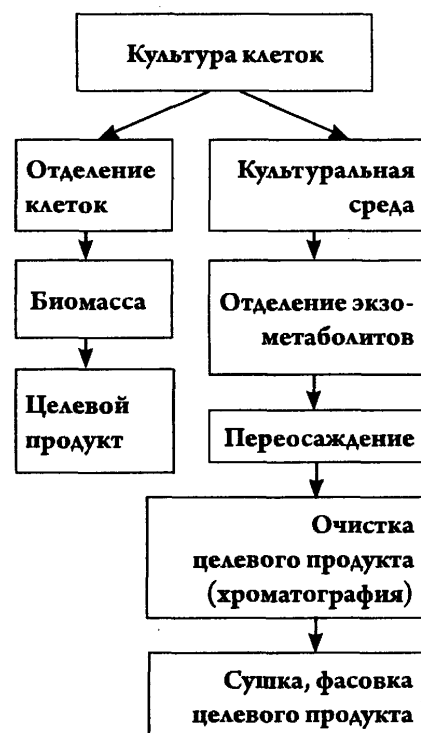 Культура клеток
Отделение
клеток
Культуральная
среда
Биомасса
Отделение экзо-
метаболитов
Целевой
продукт
Переосаждение
Очистка
целевого продукта
(хроматография)
Сушка, фасовка
целевого продукта